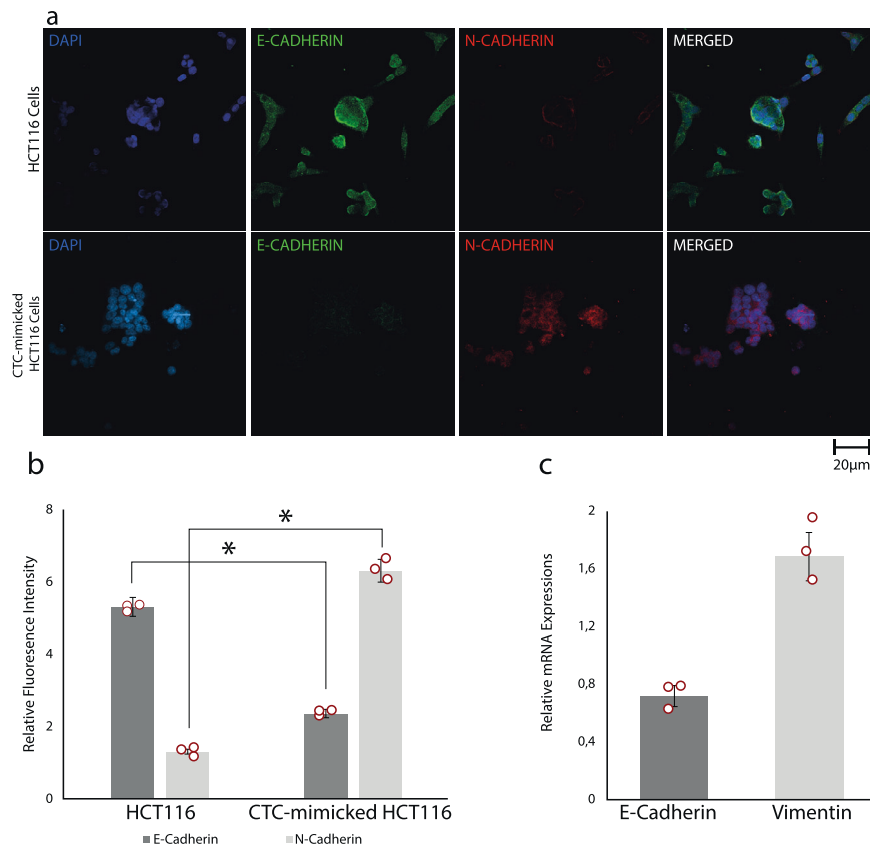 a
DAPI
E-CADHERIN
N-CADHERIN
MERGED
HCT116 Cells
DAPI
E-CADHERIN
N-CADHERIN
MERGED
CTC-mimicked
HCT116 Cells
20µm
b
8
6
4
2
0
Relative Fluoresence Intensity
*
*
HCT116
CTC-mimicked HCT116
E-Cadherin
N-Cadherin
c
2
1,6
1,2
0,8
0,4
0
Relative mRNA Expressions
E-Cadherin
Vimentin